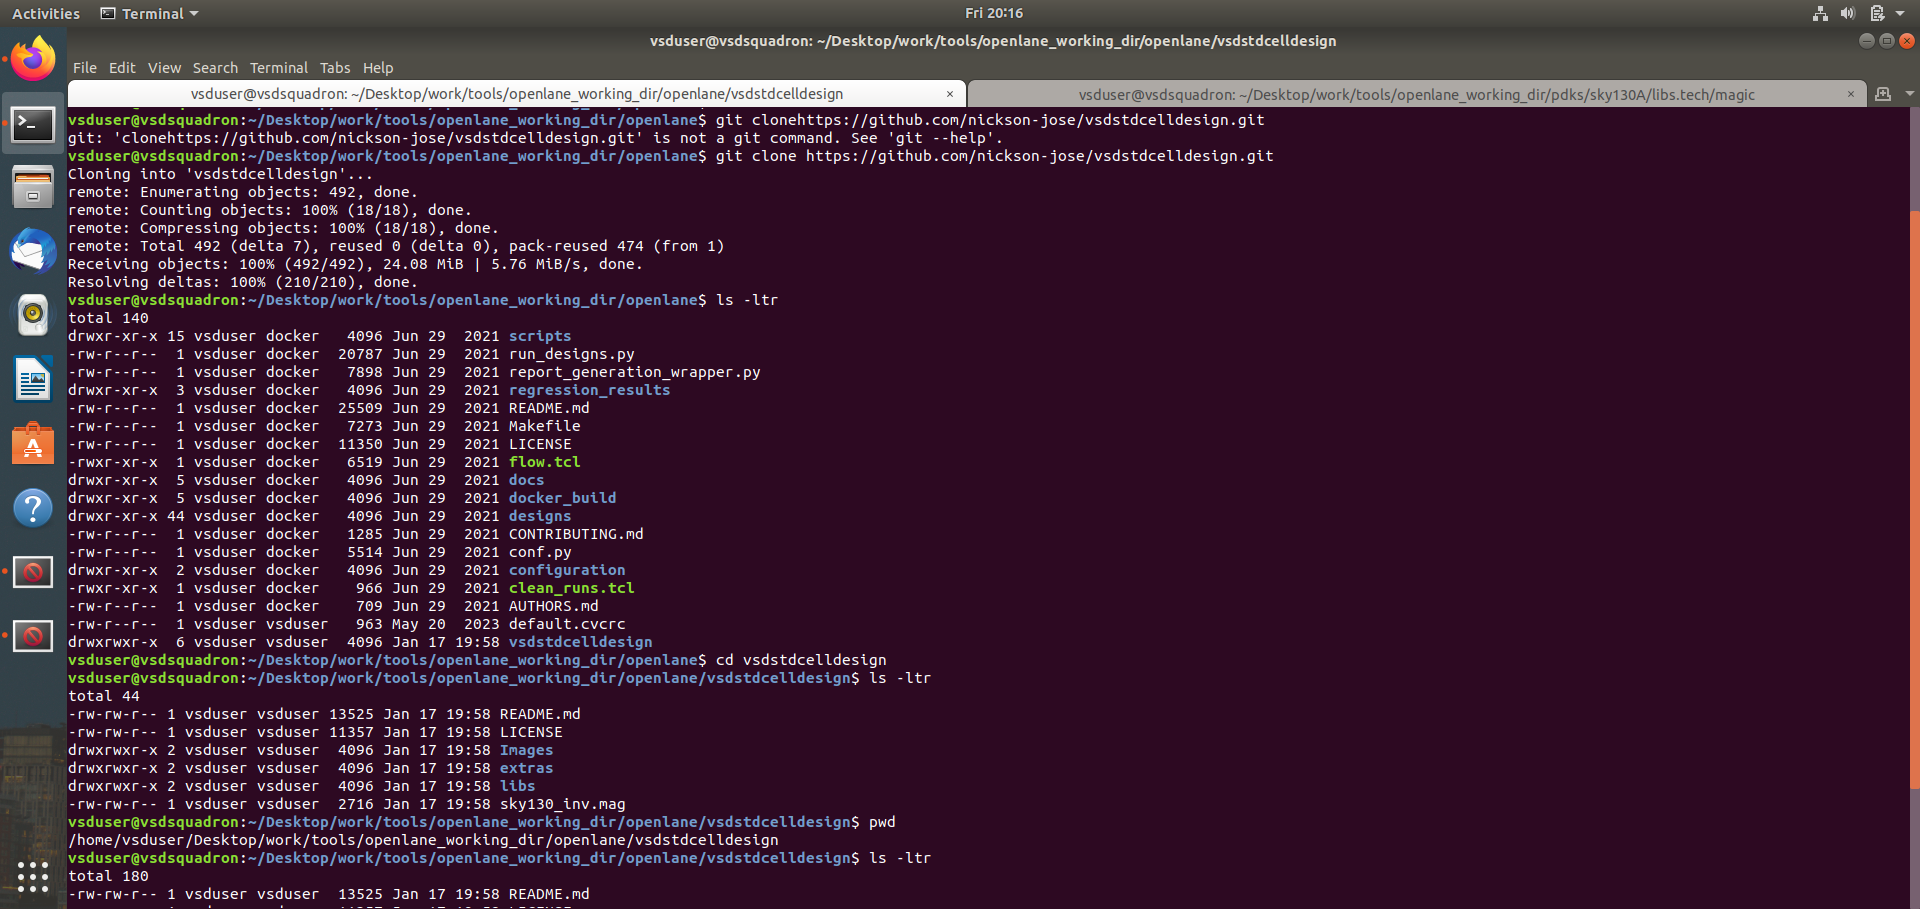 Activities Terminal Fri 20:16
vsduser@vsdsquadron: ~/Desktop/work/tools/openlane_working_dir/openlane/vsdstdcelldesign
File Edit View Search Terminal Tabs Help
vsduser@vsdsquadron: ~/Desktop/work/tools/openlane_working_dir/openlane/vsdstdcelldesign × vsduser@vsdsquadron: ~/Desktop/work/tools/openlane_working_dir/pdks/sky130A/libs.tech/magic ×
vsduser@vsdsquadron:~/Desktop/work/tools/openlane_working_dir/openlane$ git clonehttps://github.com/nickson-jose/vsdstdcelldesign.git
git: 'clonehttps://github.com/nickson-jose/vsdstdcelldesign.git' is not a git command. See 'git --help'.
vsduser@vsdsquadron:~/Desktop/work/tools/openlane_working_dir/openlane$ git clone https://github.com/nickson-jose/vsdstdcelldesign.git
Cloning into 'vsdstdcelldesign'...
remote: Enumerating objects: 492, done.
remote: Counting objects: 100% (18/18), done.
remote: Compressing objects: 100% (18/18), done.
remote: Total 492 (delta 7), reused 0 (delta 0), pack-reused 474 (from 1)
Receiving objects: 100% (492/492), 24.08 MiB | 5.76 MiB/s, done.
Resolving deltas: 100% (210/210), done.
vsduser@vsdsquadron:~/Desktop/work/tools/openlane_working_dir/openlane$ ls -ltr
total 140
drwxr-xr-x 15 vsduser docker   4096 Jun 29  2021 scripts
-rw-r--r--  1 vsduser docker  20787 Jun 29  2021 run_designs.py
-rw-r--r--  1 vsduser docker   7898 Jun 29  2021 report_generation_wrapper.py
drwxr-xr-x  3 vsduser docker   4096 Jun 29  2021 regression_results
-rw-r--r--  1 vsduser docker  25509 Jun 29  2021 README.md
-rw-r--r--  1 vsduser docker   7273 Jun 29  2021 Makefile
-rw-r--r--  1 vsduser docker  11350 Jun 29  2021 LICENSE
-rwxr-xr-x  1 vsduser docker   6519 Jun 29  2021 flow.tcl
drwxr-xr-x  5 vsduser docker   4096 Jun 29  2021 docs
drwxr-xr-x  5 vsduser docker   4096 Jun 29  2021 docker_build
drwxr-xr-x 44 vsduser docker   4096 Jun 29  2021 designs
-rw-r--r--  1 vsduser docker   1285 Jun 29  2021 CONTRIBUTING.md
-rw-r--r--  1 vsduser docker   5514 Jun 29  2021 conf.py
drwxr-xr-x  2 vsduser docker   4096 Jun 29  2021 configuration
-rwxr-xr-x  1 vsduser docker    966 Jun 29  2021 clean_runs.tcl
-rw-r--r--  1 vsduser docker    709 Jun 29  2021 AUTHORS.md
-rw-r--r--  1 vsduser vsduser   963 May 20  2023 default.cvcrc
drwxrwxr-x  6 vsduser vsduser  4096 Jan 17 19:58 vsdstdcelldesign
vsduser@vsdsquadron:~/Desktop/work/tools/openlane_working_dir/openlane$ cd vsdstdcelldesign
vsduser@vsdsquadron:~/Desktop/work/tools/openlane_working_dir/openlane/vsdstdcelldesign$ ls -ltr
total 44
-rw-rw-r-- 1 vsduser vsduser 13525 Jan 17 19:58 README.md
-rw-rw-r-- 1 vsduser vsduser 11357 Jan 17 19:58 LICENSE
drwxrwxr-x 2 vsduser vsduser  4096 Jan 17 19:58 Images
drwxrwxr-x 2 vsduser vsduser  4096 Jan 17 19:58 extras
drwxrwxr-x 2 vsduser vsduser  4096 Jan 17 19:58 libs
-rw-rw-r-- 1 vsduser vsduser  2716 Jan 17 19:58 sky130_inv.mag
vsduser@vsdsquadron:~/Desktop/work/tools/openlane_working_dir/openlane/vsdstdcelldesign$ pwd
/home/vsduser/Desktop/work/tools/openlane_working_dir/openlane/vsdstdcelldesign
vsduser@vsdsquadron:~/Desktop/work/tools/openlane_working_dir/openlane/vsdstdcelldesign$ ls -ltr
total 180
-rw-rw-r-- 1 vsduser vsduser  13525 Jan 17 19:58 README.md